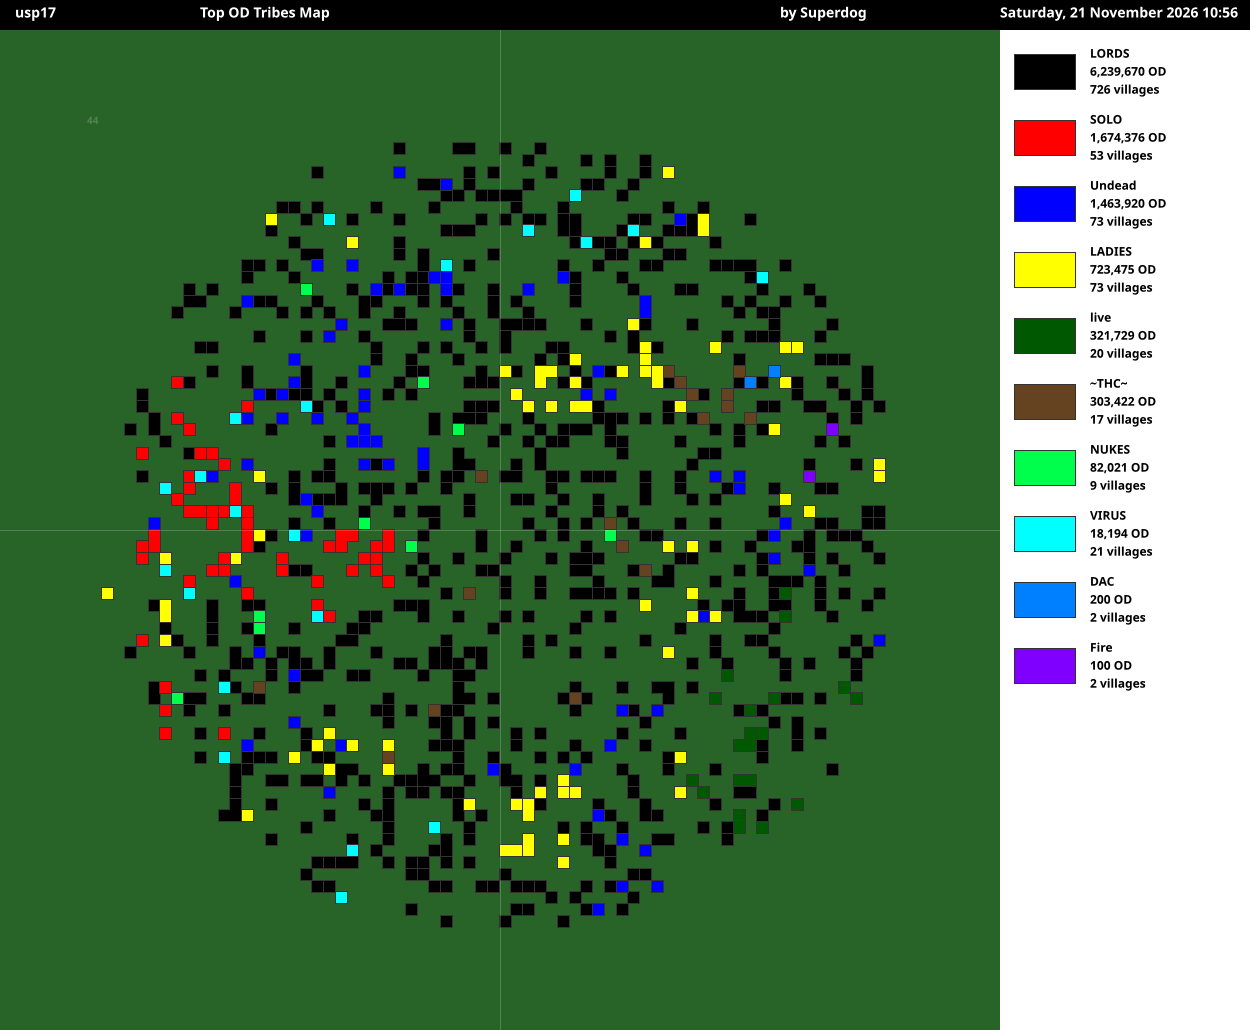 usp17 Top OD Tribes Map by Superdog Saturday, 21 November 2026 10:56
44
LORDS
6,239,670 OD
726 villages
SOLO
1,674,376 OD
53 villages
Undead
1,463,920 OD
73 villages
LADIES
723,475 OD
73 villages
live
321,729 OD
20 villages
~THC~
303,422 OD
17 villages
NUKES
82,021 OD
9 villages
VIRUS
18,194 OD
21 villages
DAC
200 OD
2 villages
Fire
100 OD
2 villages